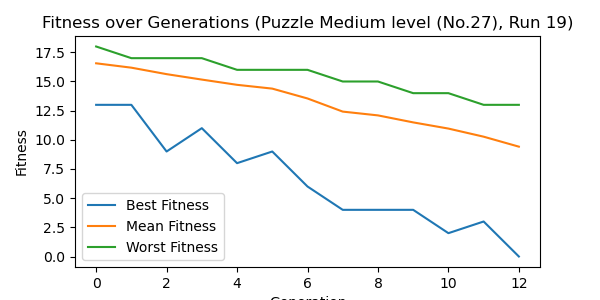 Fitness over Generations (Puzzle Medium level (No.27), Run 19)
17.5
15.0
12.5
10.0
7.5
5.0
2.5
0.0
Fitness
Best Fitness
Mean Fitness
Worst Fitness
0 2 4 6 8 10 12
Generation